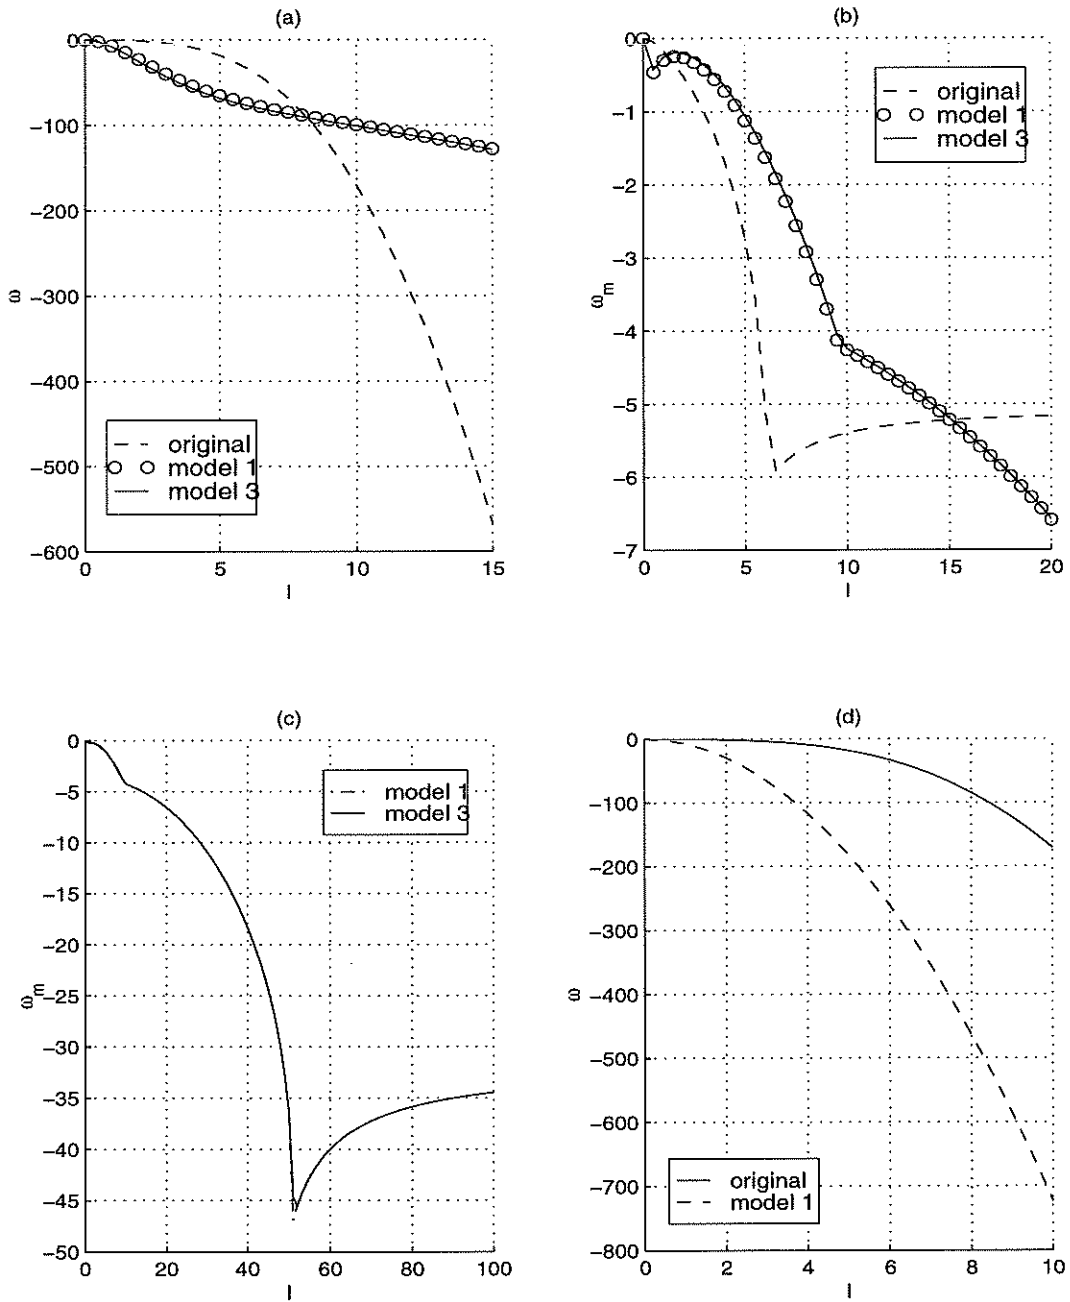 (a)
0
−100
−200
−300
−400
−500
−600
ω
original
model 1
model 3
0 5 10 15
l
(b)
0
−1
−2
−3
−4
−5
−6
−7
ω_m
original
model 1
model 3
0 5 10 15 20
l
(c)
0
−5
−10
−15
−20
−25
−30
−35
−40
−45
−50
ω_m
model 1
model 3
0 20 40 60 80 100
l
(d)
0
−100
−200
−300
−400
−500
−600
−700
−800
ω
original
model 1
0 2 4 6 8 10
l